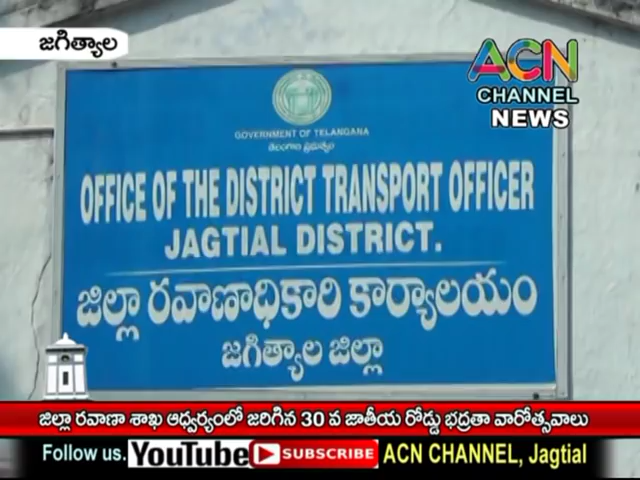 జగిత్యాల
ACN
CHANNEL
NEWS
GOVERNMENT OF TELANGANA
తెలంగాణ ప్రభుత్వం
OFFICE OF THE DISTRICT TRANSPORT OFFICER
JAGTIAL DISTRICT.
జిల్లా రవాణాధికారి కార్యాలయం
జగిత్యాల జిల్లా
జిల్లా రవాణా శాఖ ఆధ్వర్యంలో జరిగిన 30 వ జాతీయ రోడ్డు భద్రతా వారోత్సవాలు
Follow us. YouTube SUBSCRIBE ACN CHANNEL, Jagtial